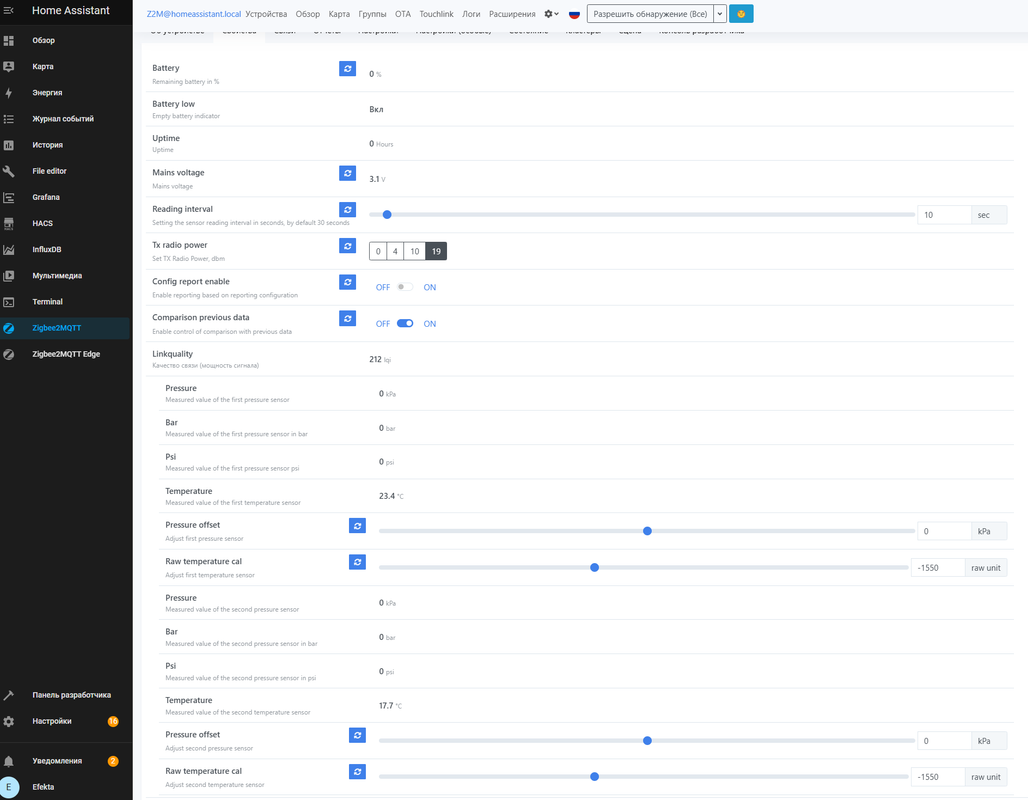 Home Assistant
Обзор
Карта
Энергия
Журнал событий
История
File editor
Grafana
HACS
InfluxDB
Мультимедиа
Terminal
Zigbee2MQTT
Zigbee2MQTT Edge
Панель разработчика
Настройки 10
Уведомления 2
E Efekta
Z2M@homeassistant.local Устройства Обзор Карта Группы OTA Touchlink Логи Расширения Разрешить обнаружение (Все)
Battery
Remaining battery in %
0 %
Battery low
Empty battery indicator
Вкл
Uptime
Uptime
0 Hours
Mains voltage
Mains voltage
3.1 V
Reading interval
Setting the sensor reading interval in seconds, by default 30 seconds
10 sec
Tx radio power
Set TX Radio Power, dbm
0 4 10 19
Config report enable
Enable reporting based on reporting configuration
OFF ON
Comparison previous data
Enable control of comparison with previous data
OFF ON
Linkquality
Качество связи (мощность сигнала)
212 lqi
Pressure
Measured value of the first pressure sensor
0 kPa
Bar
Measured value of the first pressure sensor in bar
0 bar
Psi
Measured value of the first pressure sensor psi
0 psi
Temperature
Measured value of the first temperature sensor
23.4 °C
Pressure offset
Adjust first pressure sensor
0 kPa
Raw temperature cal
Adjust first temperature sensor
-1550 raw unit
Pressure
Measured value of the second pressure sensor
0 kPa
Bar
Measured value of the second pressure sensor in bar
0 bar
Psi
Measured value of the second pressure sensor in psi
0 psi
Temperature
Measured value of the second temperature sensor
17.7 °C
Pressure offset
Adjust second pressure sensor
0 kPa
Raw temperature cal
Adjust second temperature sensor
-1550 raw unit